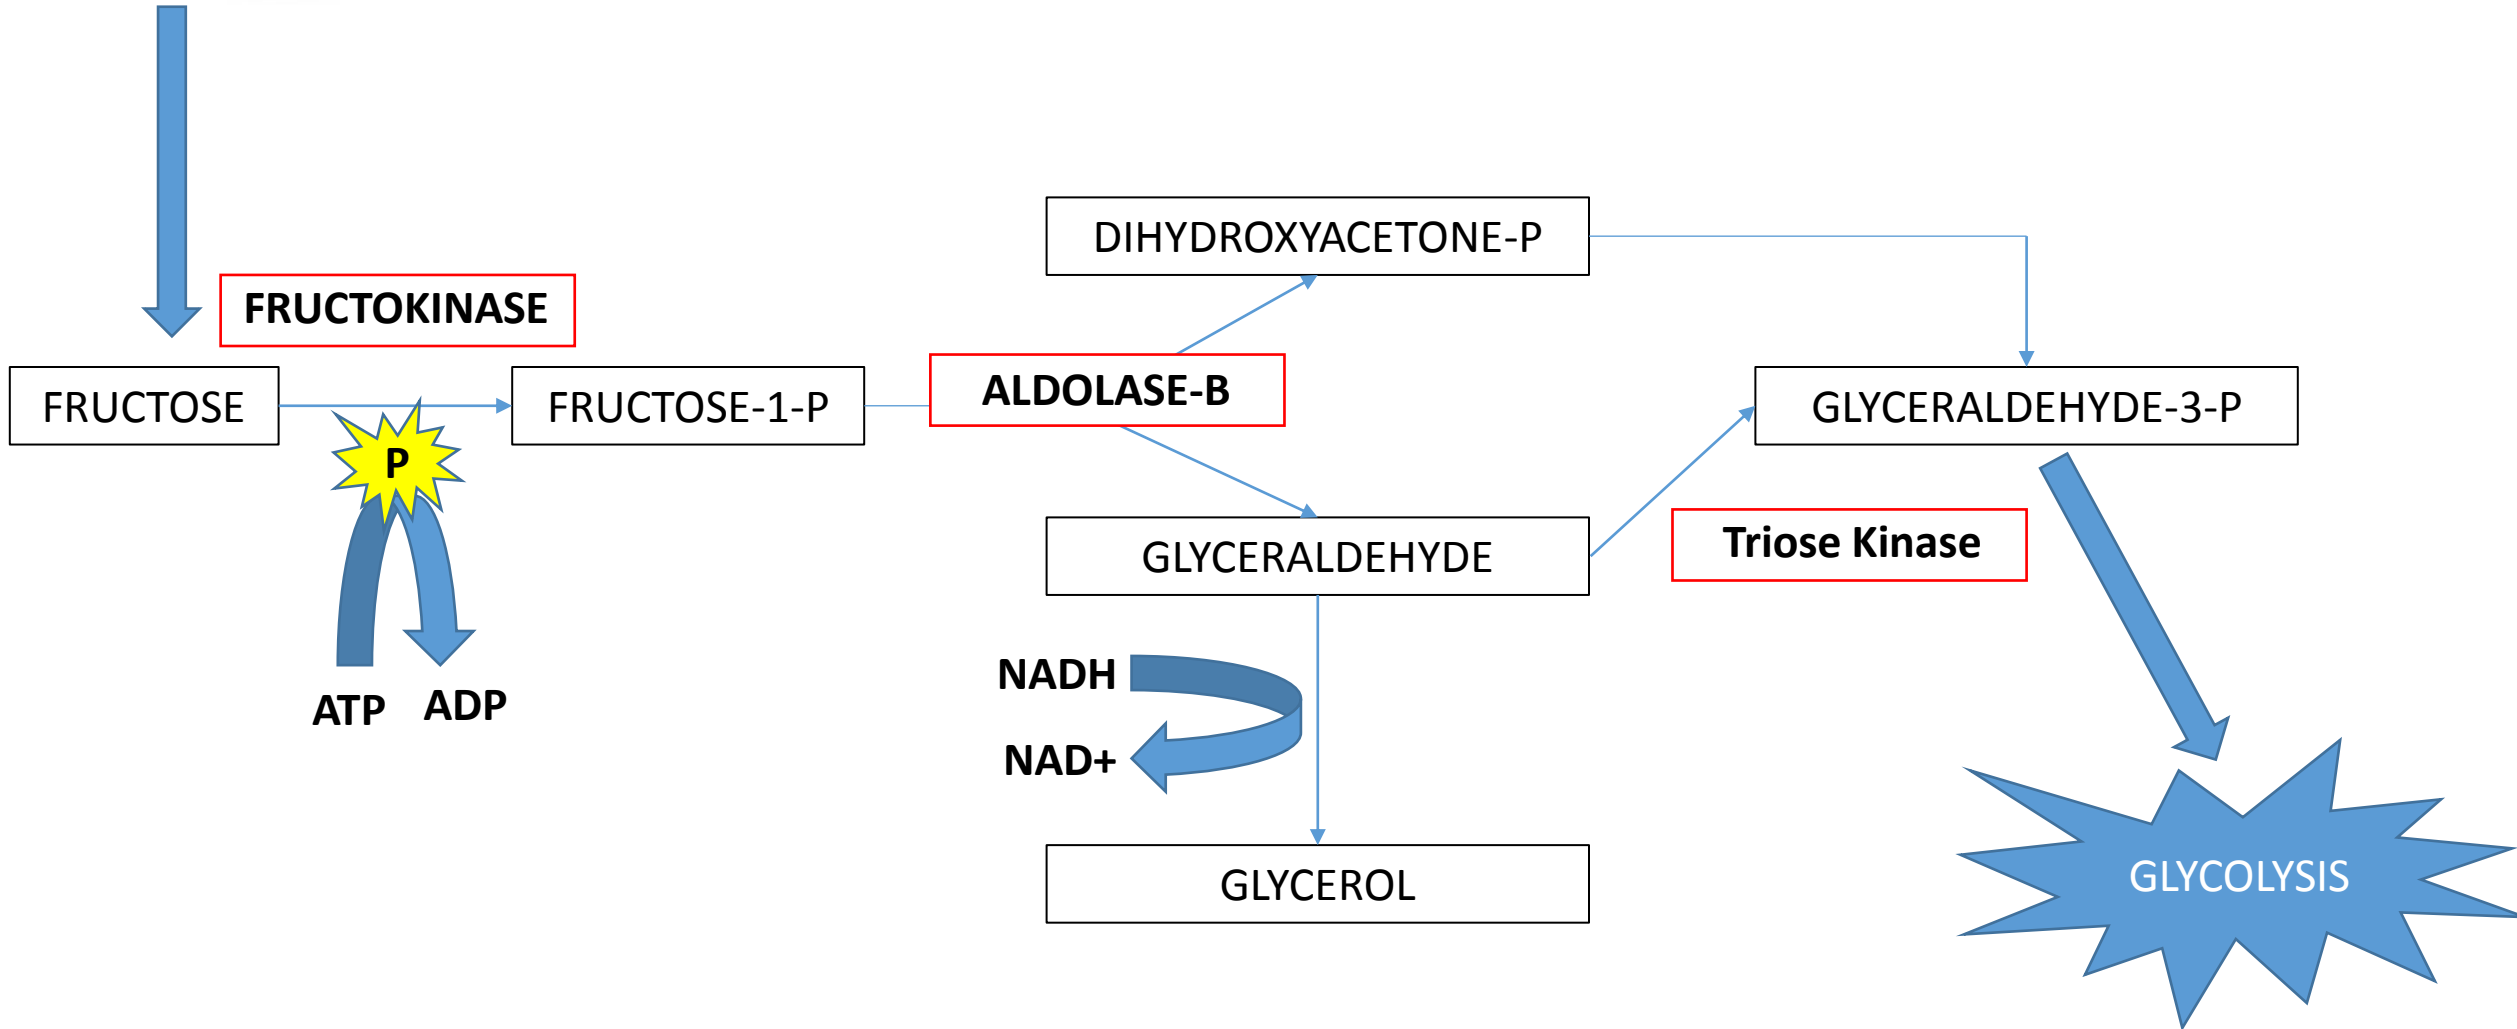 DIHYDROXYACETONE-P
FRUCTOKINASE
FRUCTOSE
FRUCTOSE-1-P
ALDOLASE-B
GLYCERALDEHYDE-3-P
P
GLYCERALDEHYDE
Triose Kinase
ATP
ADP
NADH
NAD+
GLYCEROL
GLYCOLYSIS